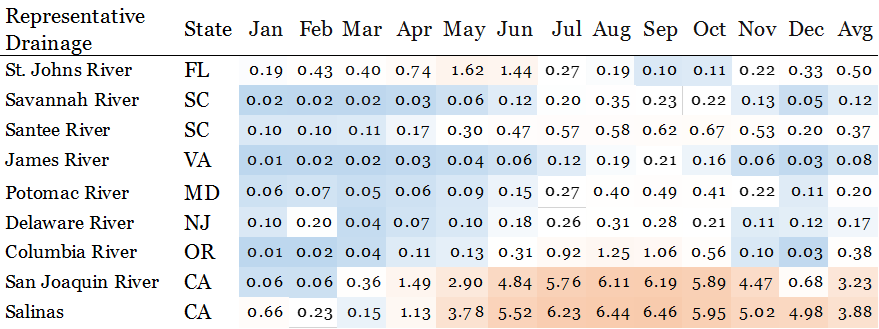 Representative Drainage State Jan Feb Mar Apr May Jun Jul Aug Sep Oct Nov Dec Avg
St. Johns River FL 0.19 0.43 0.40 0.74 1.62 1.44 0.27 0.19 0.10 0.11 0.22 0.33 0.50
Savannah River SC 0.02 0.02 0.02 0.03 0.06 0.12 0.20 0.35 0.23 0.22 0.13 0.05 0.12
Santee River SC 0.10 0.10 0.11 0.17 0.30 0.47 0.57 0.58 0.62 0.67 0.53 0.20 0.37
James River VA 0.01 0.02 0.02 0.03 0.04 0.06 0.12 0.19 0.21 0.16 0.06 0.03 0.08
Potomac River MD 0.06 0.07 0.05 0.06 0.09 0.15 0.27 0.40 0.49 0.41 0.22 0.11 0.20
Delaware River NJ 0.10 0.20 0.04 0.07 0.10 0.18 0.26 0.31 0.28 0.21 0.11 0.12 0.17
Columbia River OR 0.01 0.02 0.04 0.11 0.13 0.31 0.92 1.25 1.06 0.56 0.10 0.03 0.38
San Joaquin River CA 0.06 0.06 0.36 1.49 2.90 4.84 5.76 6.11 6.19 5.89 4.47 0.68 3.23
Salinas CA 0.66 0.23 0.15 1.13 3.78 5.52 6.23 6.44 6.46 5.95 5.02 4.98 3.88